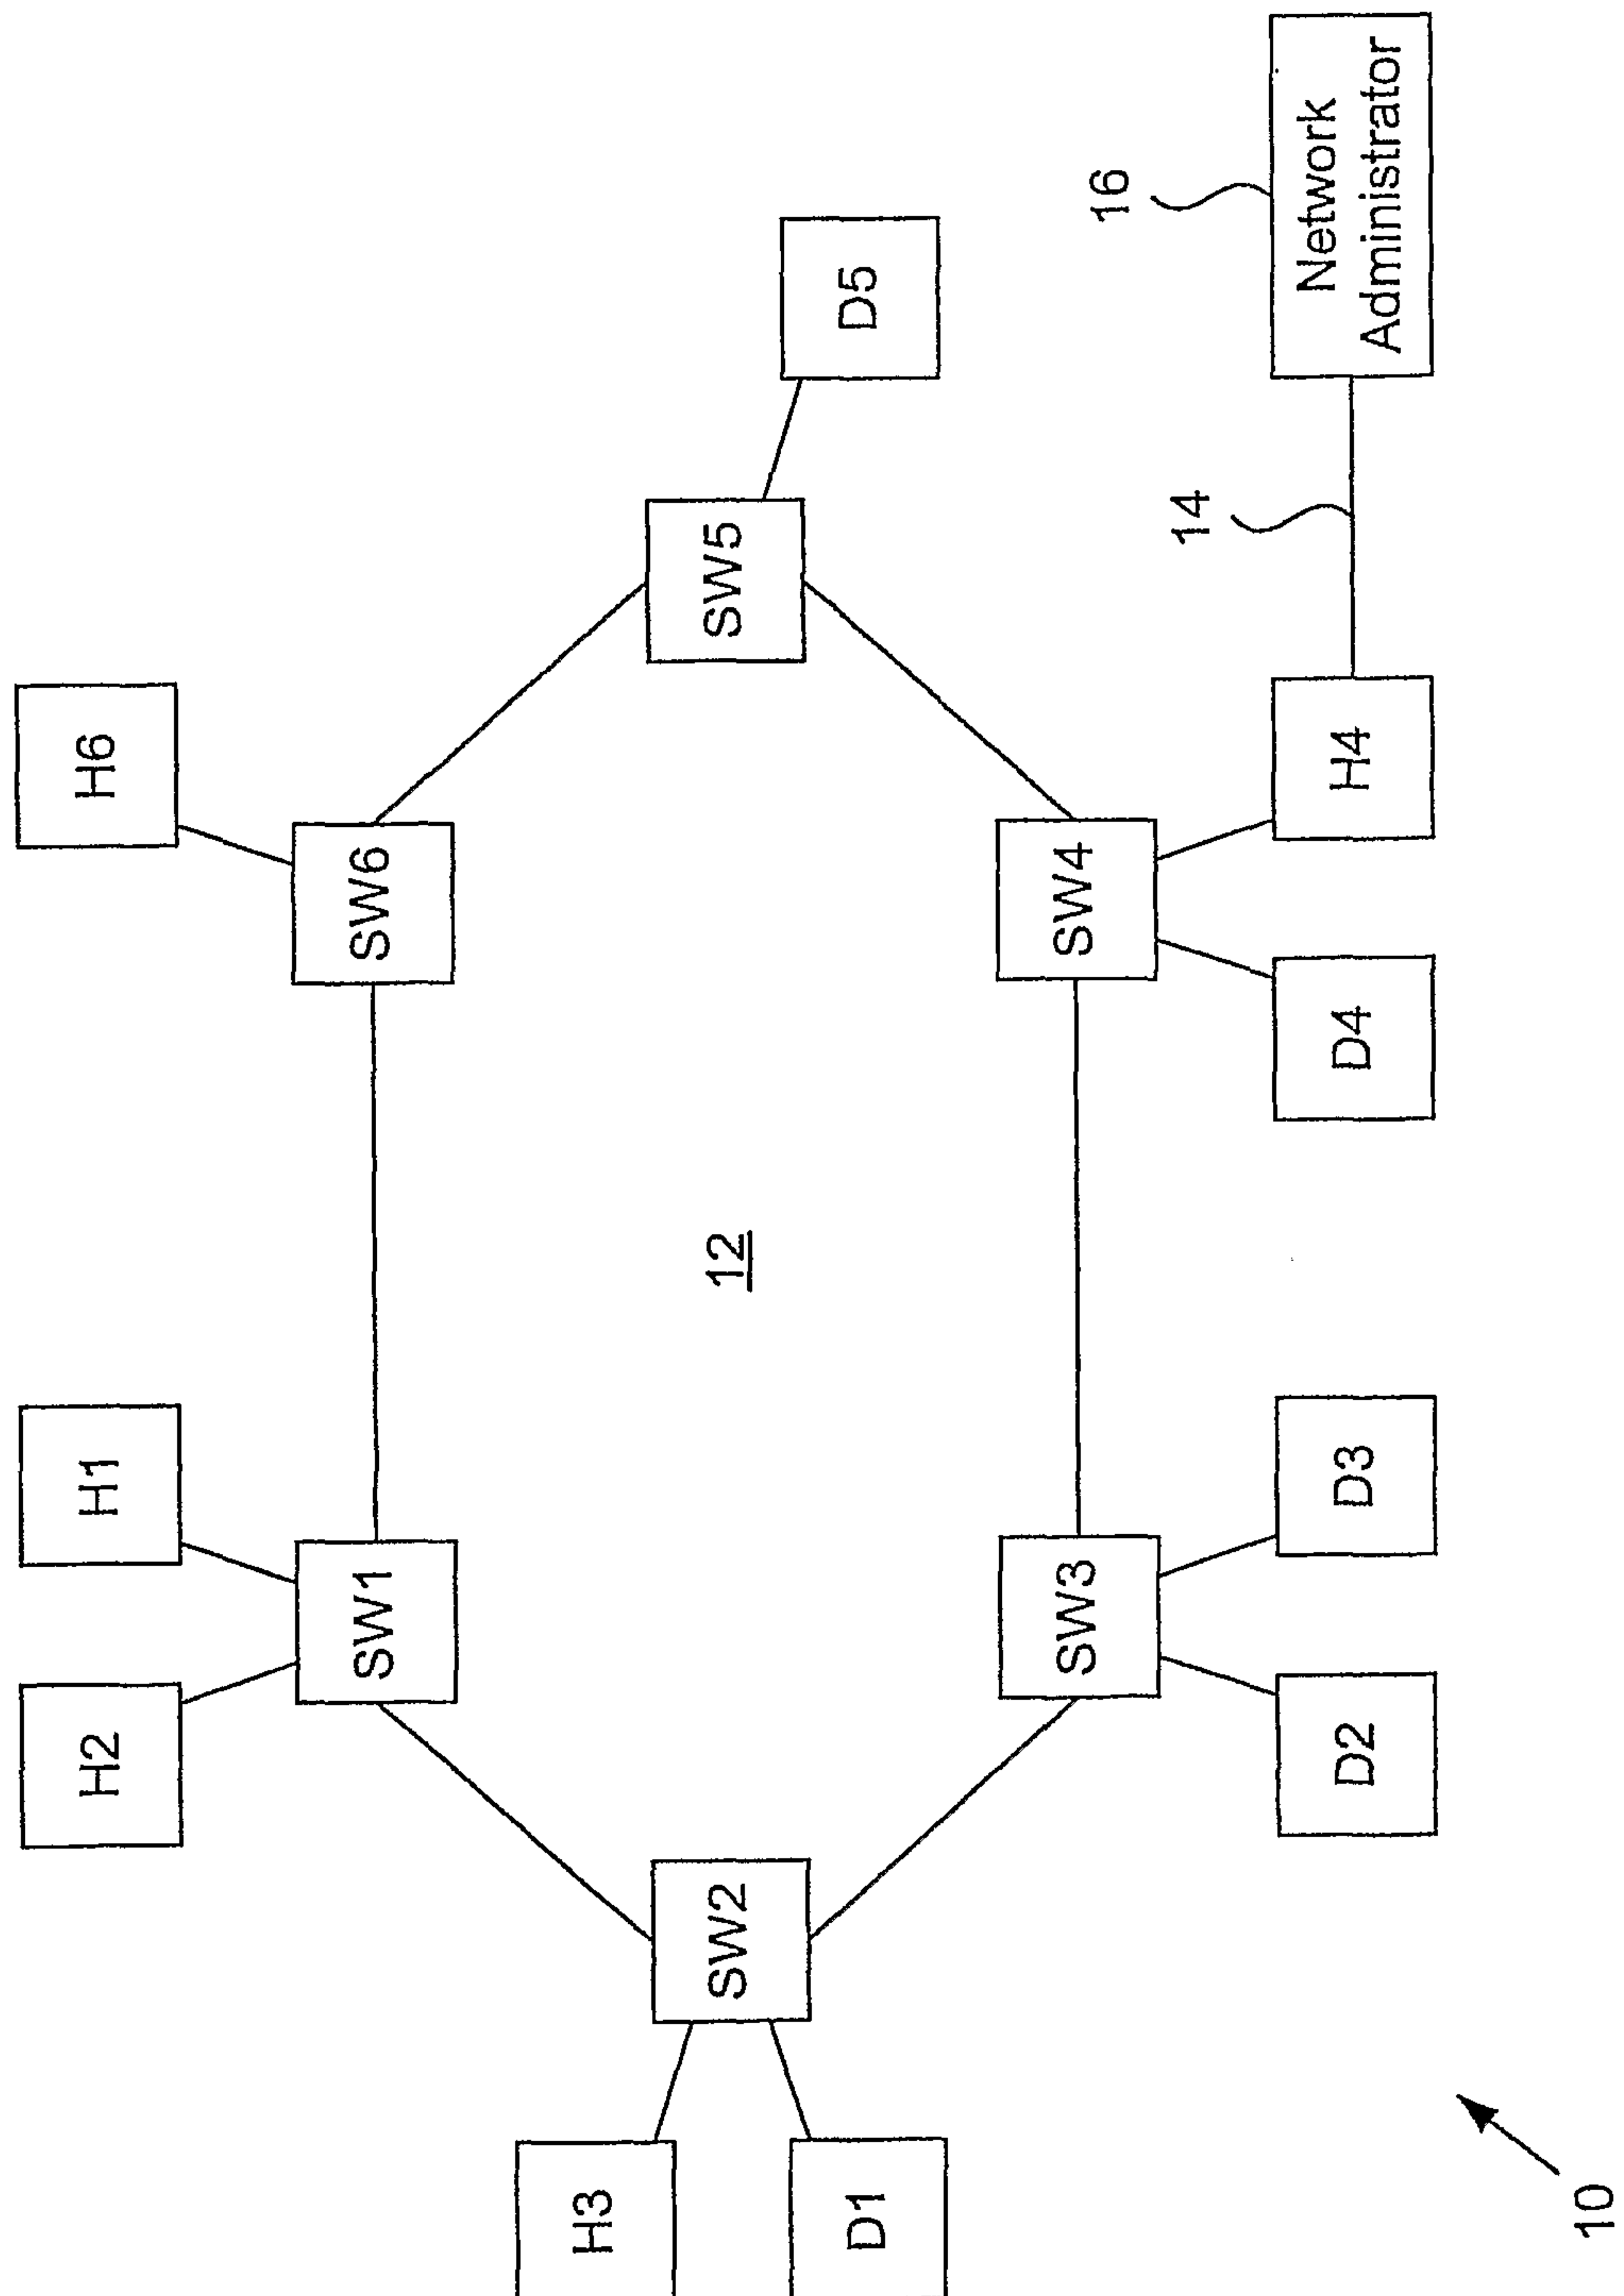 H2
H1
H6
SW1
SW6
H3
SW2
12
SW5
D1
D5
SW3
SW4
16
14
D2
D3
D4
H4
Network
Administrator
10